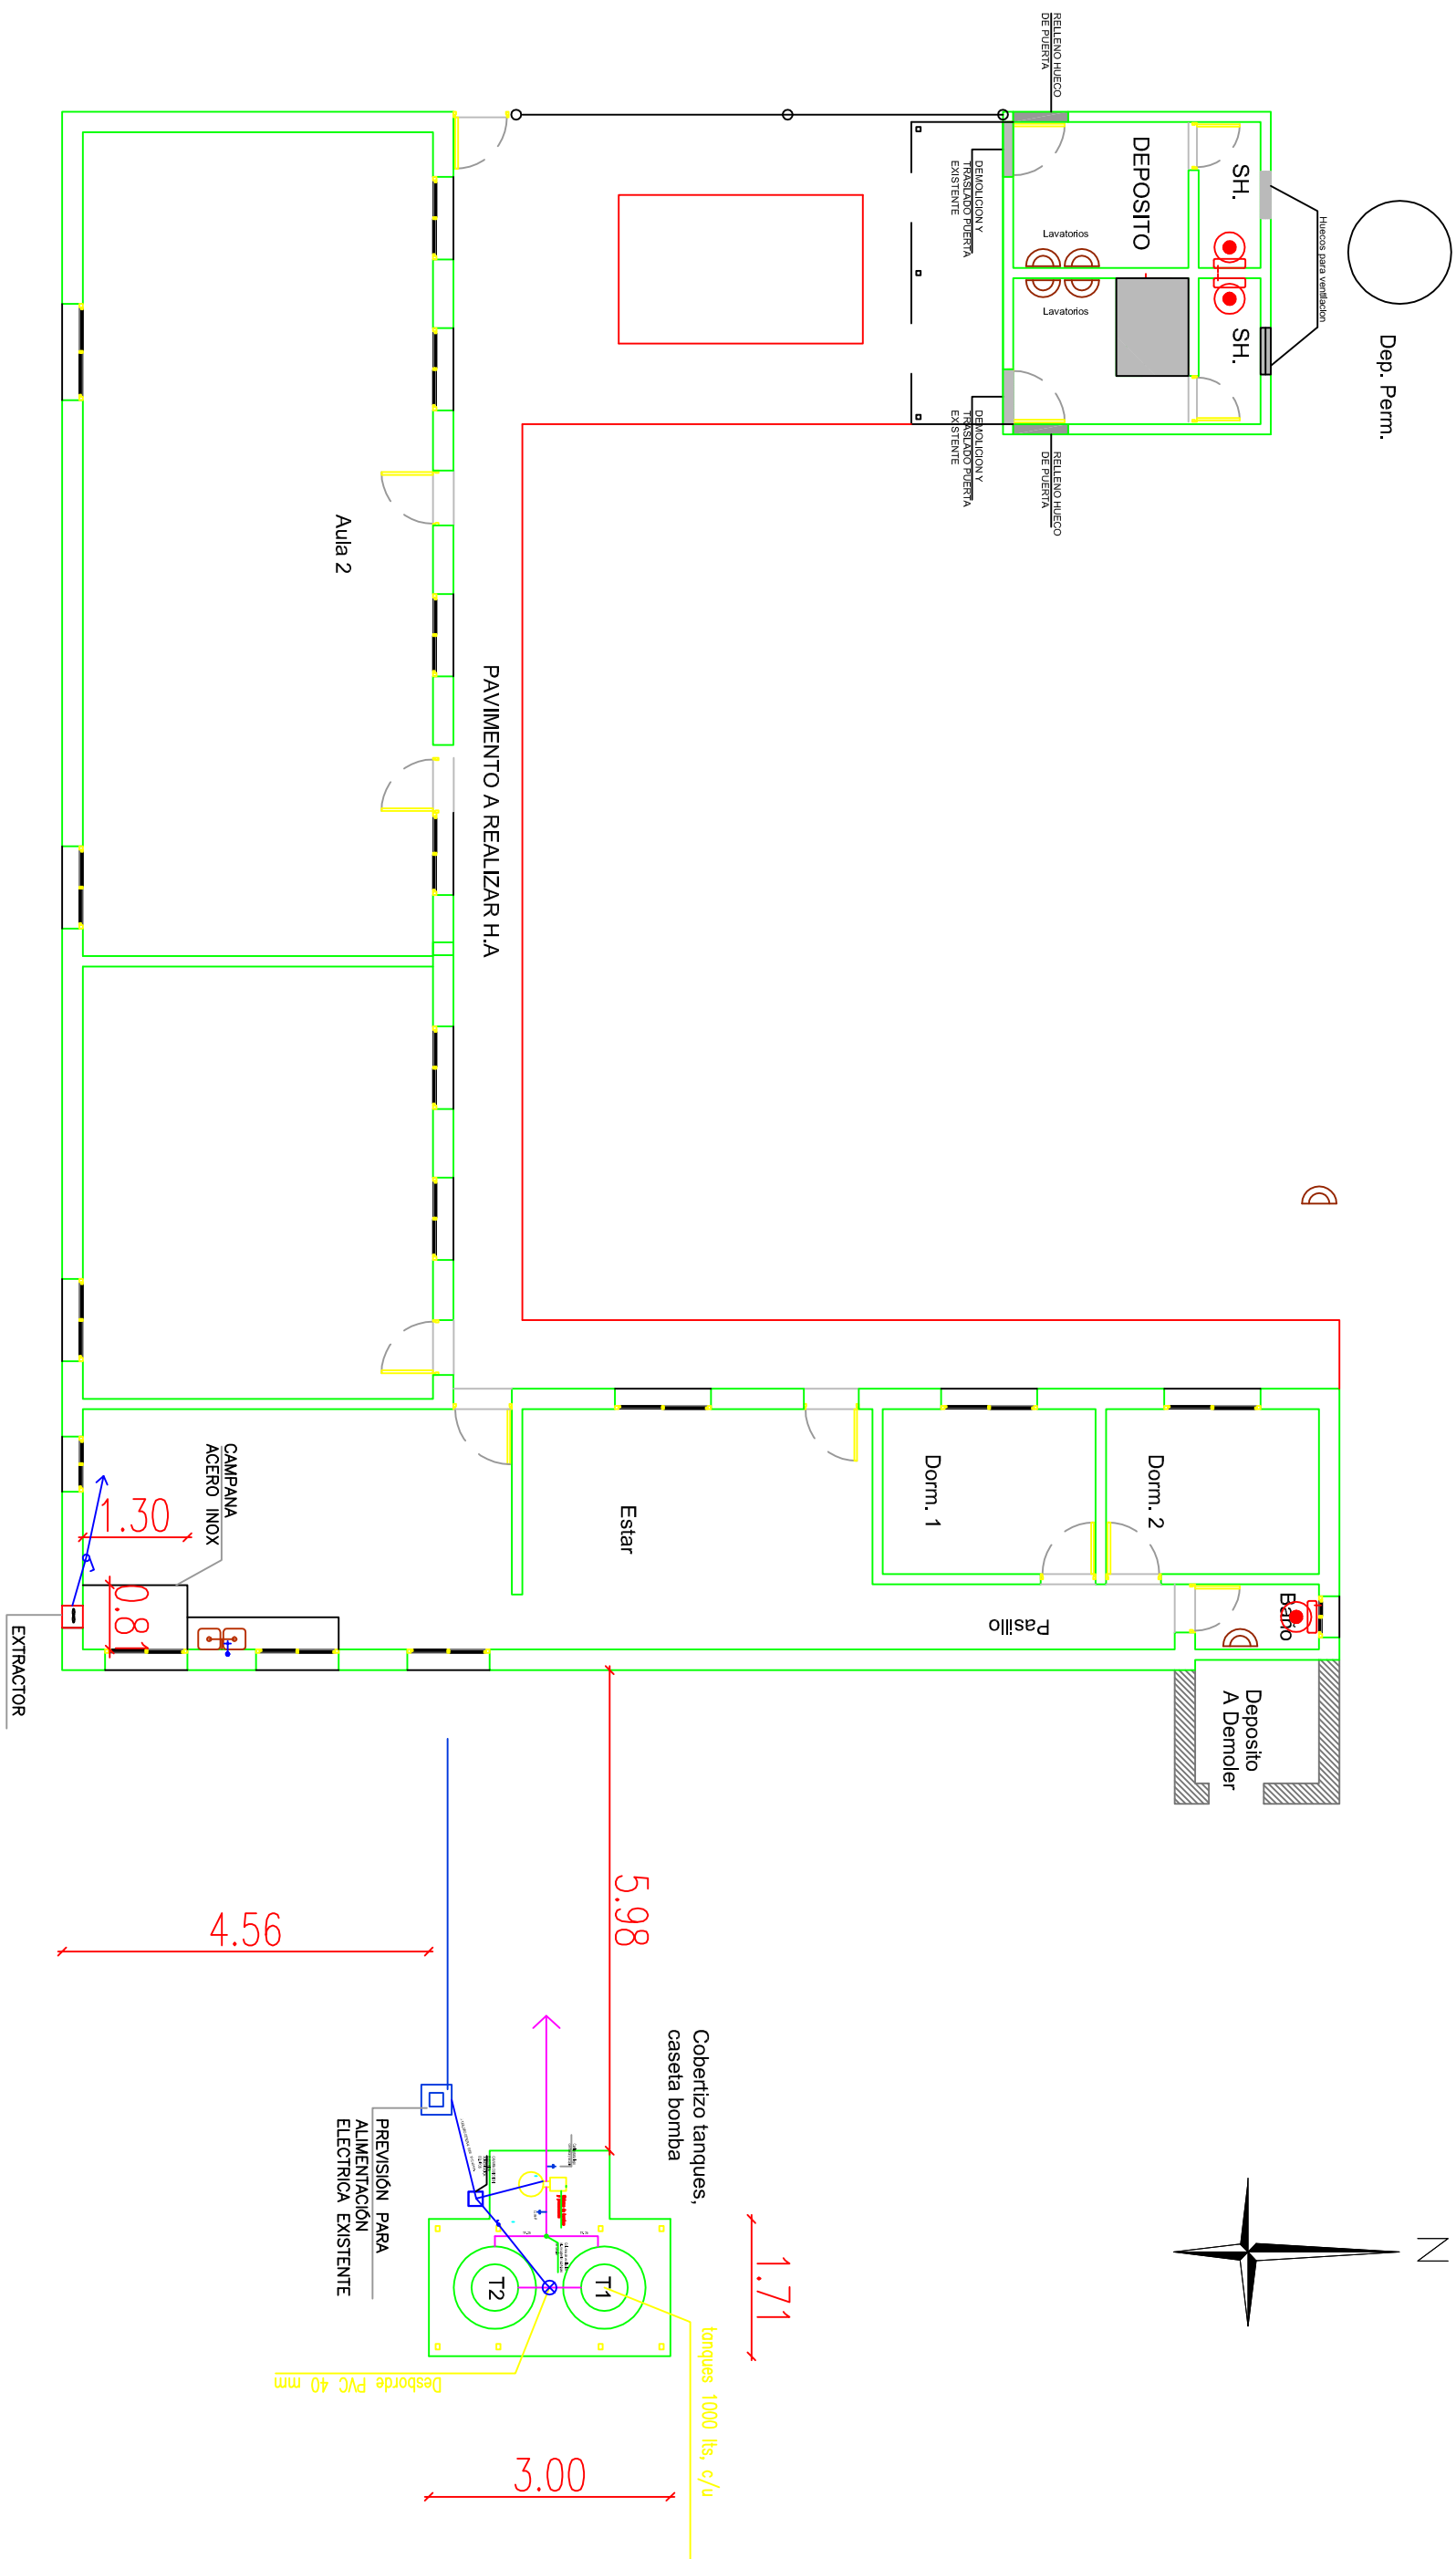 RELLENO HUECO
DE PUERTA
Dep. Perm.
Huecos para ventilacion
SH.
SH.
DEPOSITO
Lavatorios
Lavatorios
DEMOLICION Y
TRASLADO PUERTA
EXISTENTE
DEMOLICION Y
TRASLADO PUERTA
EXISTENTE
RELLENO HUECO
DE PUERTA
Aula 2
PAVIMENTO A REALIZAR H.A
Dorm. 2
Dorm. 1
Estar
Baño
Pasillo
CAMPANA
ACERO INOX
1.30
0.81
EXTRACTOR
Deposito
A Demoler
5.98
4.56
Cobertizo tanques,
caseta bomba
PREVISIÓN PARA
ALIMENTACIÓN
ELECTRICA EXISTENTE
T1
T2
1.71
N
tanques 1000 lts, c/u
Desborde PVC 40 mm
3.00